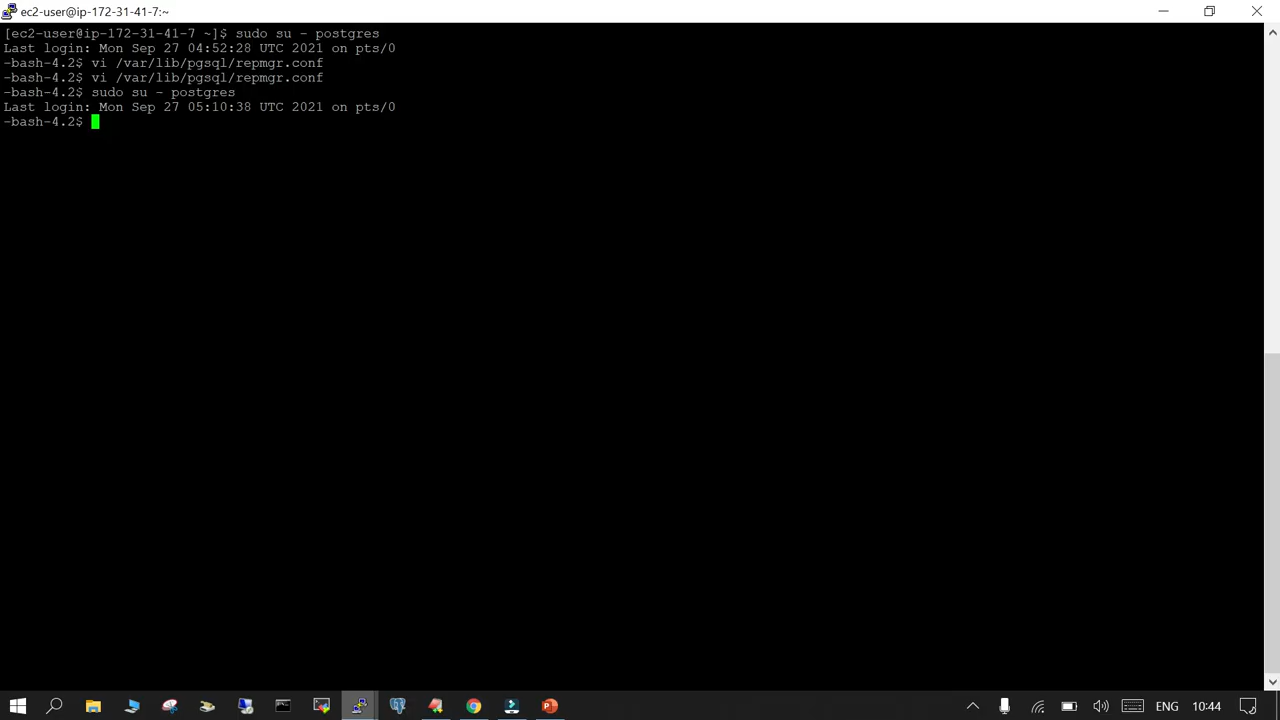 ec2-user@ip-172-31-41-7:~
[ec2-user@ip-172-31-41-7 ~]$ sudo su - postgres
Last login: Mon Sep 27 04:52:28 UTC 2021 on pts/0
-bash-4.2$ vi /var/lib/pgsql/repmgr.conf
-bash-4.2$ vi /var/lib/pgsql/repmgr.conf
-bash-4.2$ sudo su - postgres
Last login: Mon Sep 27 05:10:38 UTC 2021 on pts/0
-bash-4.2$
ENG 10:44